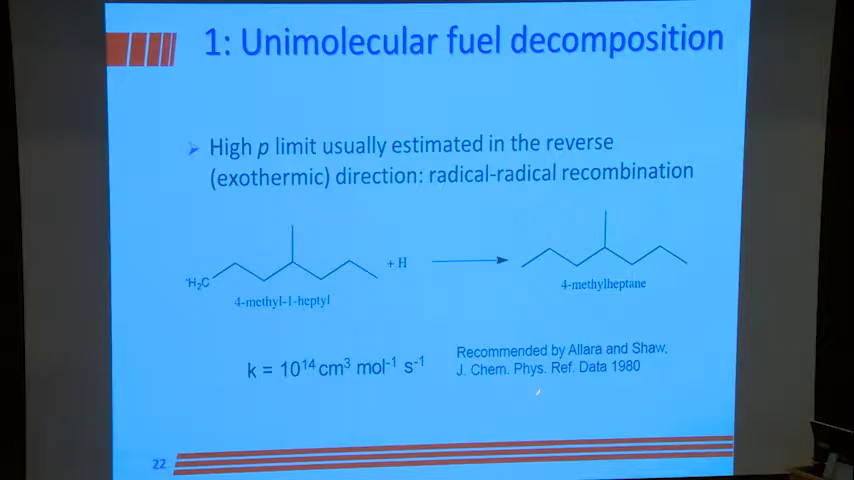 1: Unimolecular fuel decomposition
High p limit usually estimated in the reverse
(exothermic) direction: radical-radical recombination
·H₂C
+ H
4-methyl-1-heptyl
4-methylheptane
k = 10¹⁴ cm³ mol⁻¹ s⁻¹
Recommended by Allara and Shaw,
J. Chem. Phys. Ref. Data 1980
22